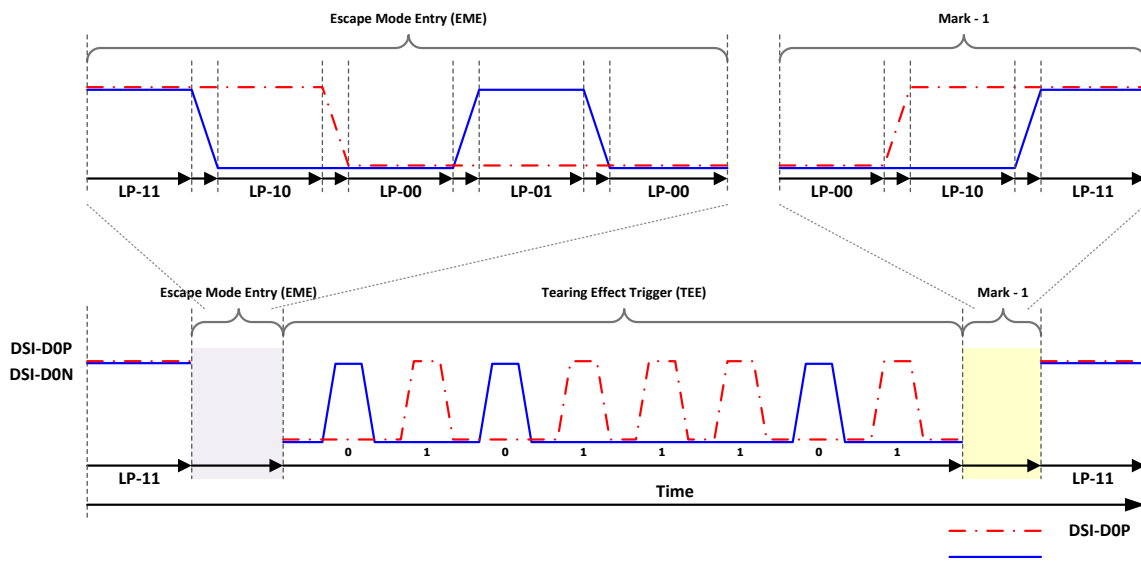 Escape Mode Entry (EME)
Mark - 1
LP-11
LP-10
LP-00
LP-01
LP-00
LP-00
LP-10
LP-11
Escape Mode Entry (EME)
Tearing Effect Trigger (TEE)
Mark - 1
DSI-D0P
DSI-D0N
0 1 0 1 1 1 0 1
LP-11
LP-11
Time
DSI-D0P